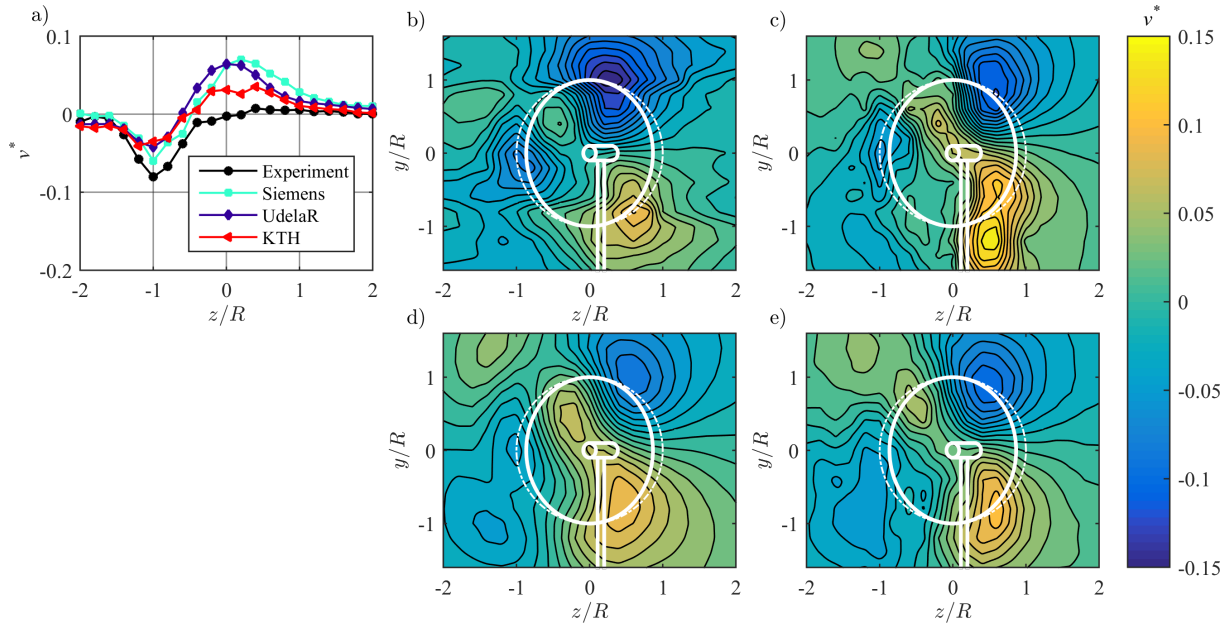 a)
0.1
0
-0.1
-0.2
v*
-2 -1 0 1 2
z/R
Experiment
Siemens
UdelaR
KTH
b)
1
0
-1
y/R
-2 -1 0 1 2
z/R
c)
1
0
-1
y/R
-2 -1 0 1 2
z/R
d)
1
0
-1
y/R
-2 -1 0 1 2
z/R
e)
1
0
-1
y/R
-2 -1 0 1 2
z/R
v*
0.15
0.1
0.05
0
-0.05
-0.1
-0.15